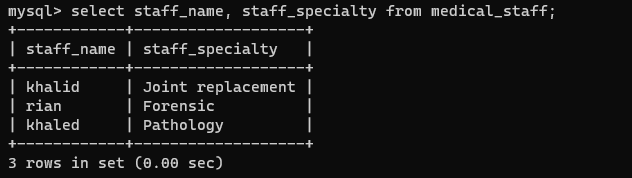 mysql> select staff_name, staff_specialty from medical_staff;
+------------+-------------------+
| staff_name | staff_specialty   |
+------------+-------------------+
| khalid     | Joint replacement |
| rian       | Forensic          |
| khaled     | Pathology         |
+------------+-------------------+
3 rows in set (0.00 sec)